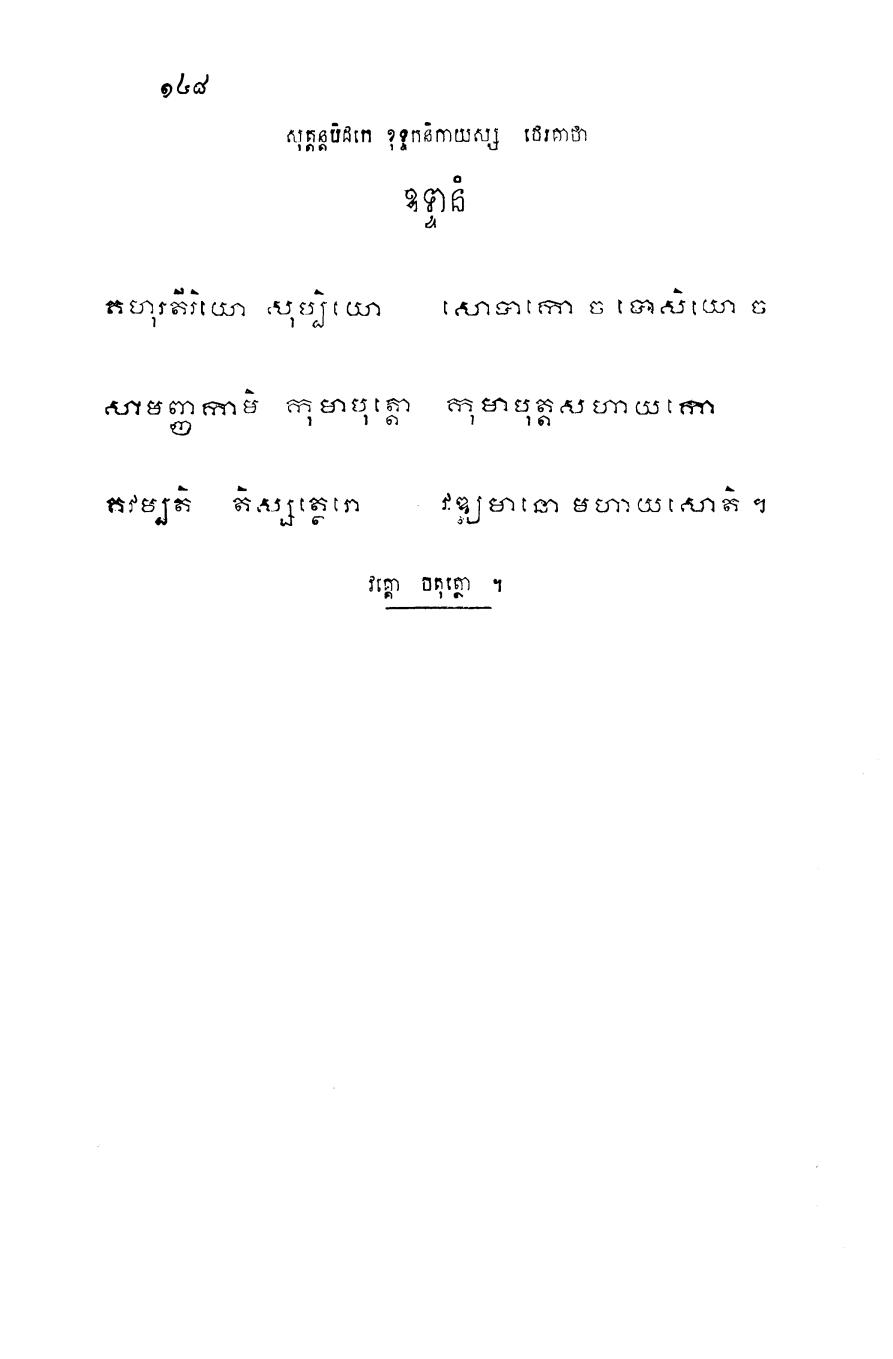 ១៤៨
សុត្តន្តបិដកេ ខុទ្ទកនិកាយស្ស ថេរគាថា
ឧទ្ទានំ
គហុរតីរិយោ សុប្បិយោ សោបាកោ ច បោសិយោ ច
សាមញ្ញកានិ កុមាបុត្តោ កុមាបុត្តសហាយកោ
គវម្បតិ តិស្សត្ថេរោ វឌ្ឍមានោ មហាយសោតិ ។
វគ្គោ ចតុត្ថោ ។